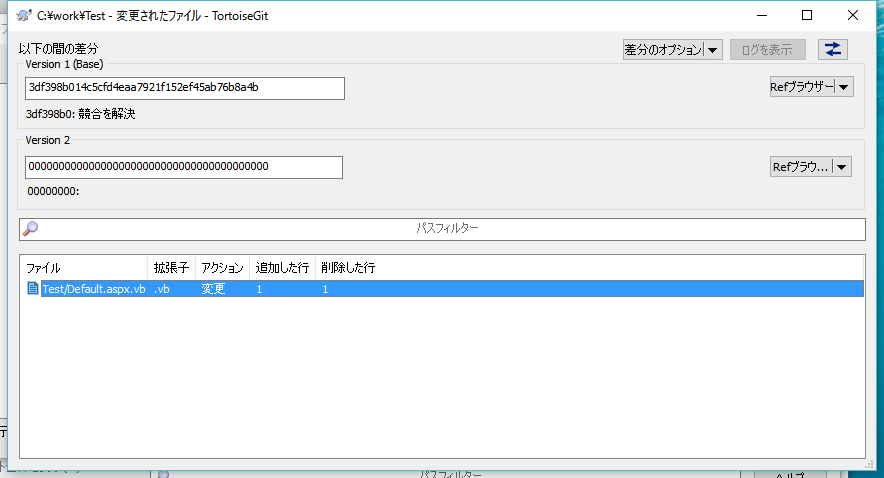 C:¥work¥Test - 変更されたファイル - TortoiseGit
以下の間の差分
差分のオプション
ログを表示
Version 1 (Base)
3df398b014c5cfd4eaa7921f152ef45ab76b8a4b
Refブラウザー
3df398b0: 競合を解決
Version 2
0000000000000000000000000000000000000000
Refブラウ...
00000000:
パスフィルター
ファイル 拡張子 アクション 追加した行 削除した行
Test/Default.aspx.vb .vb 変更 1 1
パスフィルター
ヘルプ